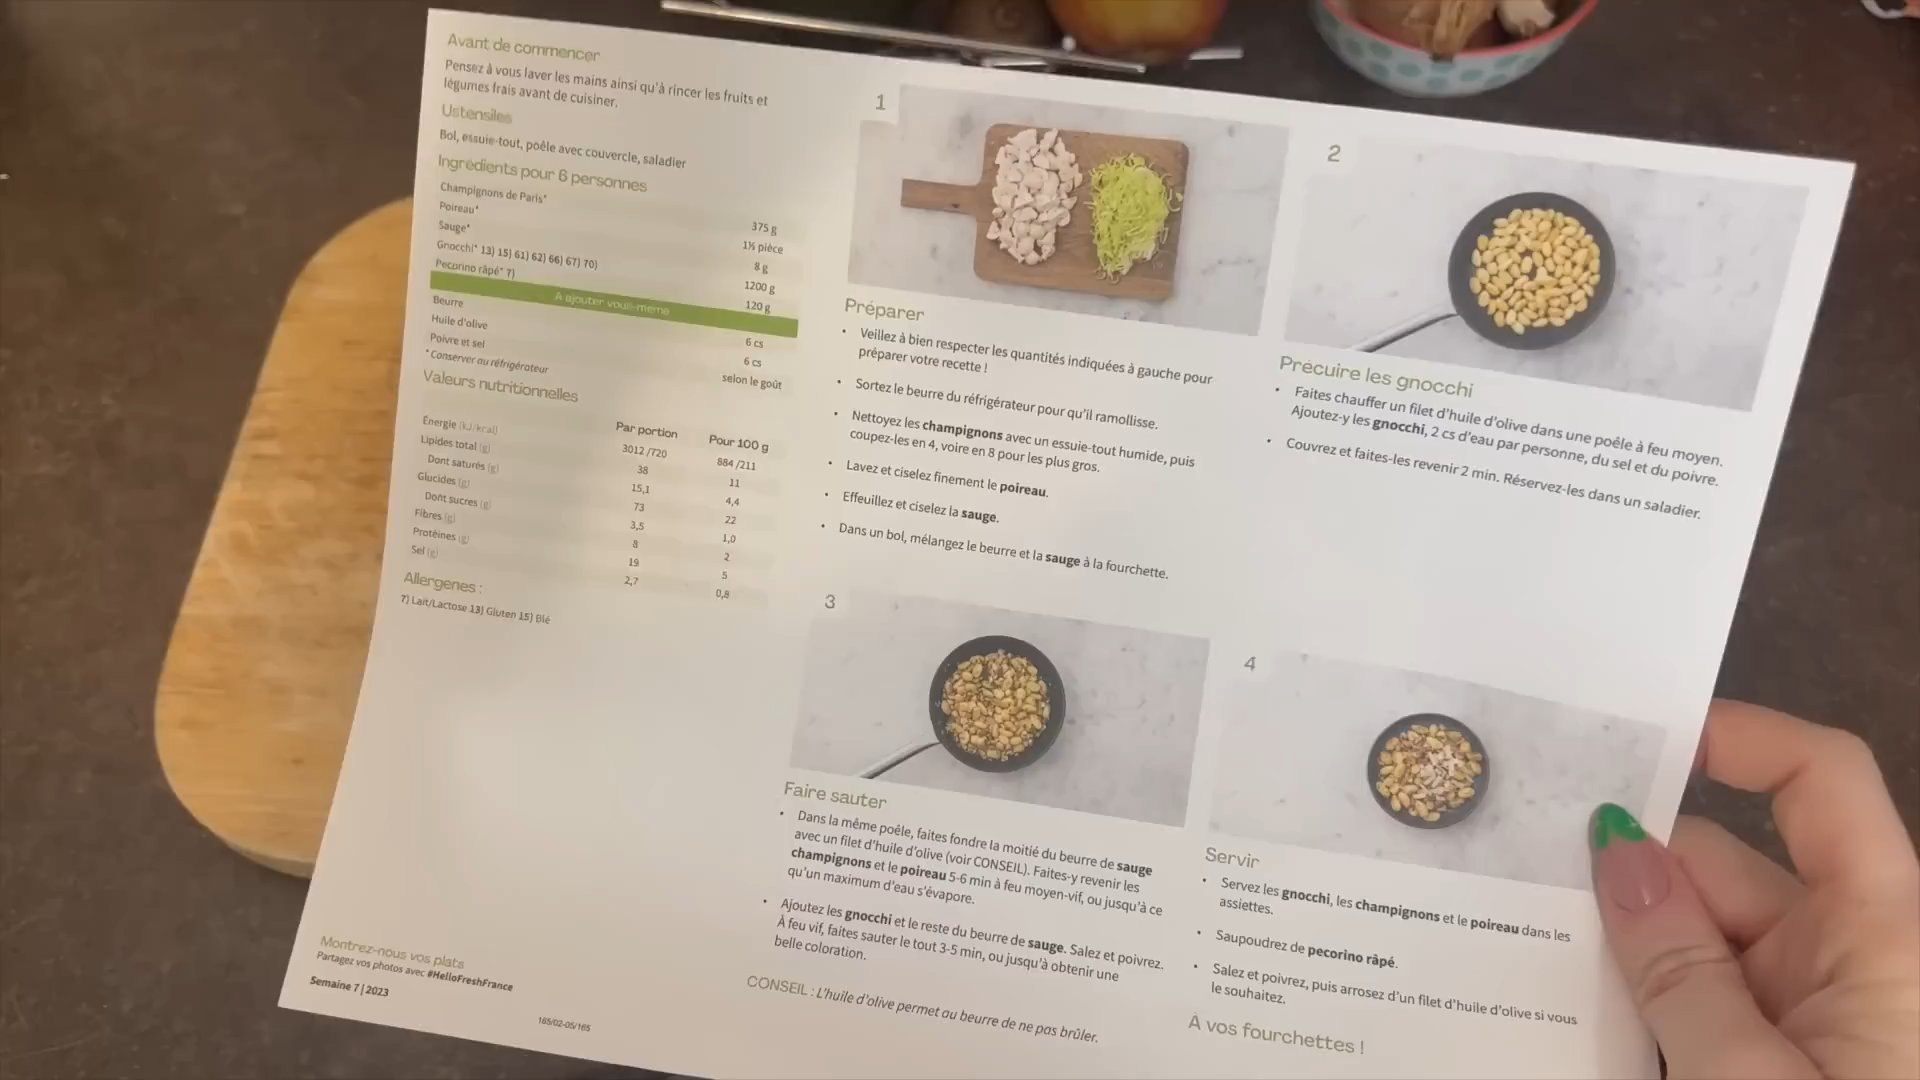 Avant de commencer
Pensez à vous laver les mains ainsi qu'à rincer les fruits et
légumes frais avant de cuisiner.
Ustensiles
Bol, essuie-tout, poêle avec couvercle, saladier
Ingrédients pour 6 personnes
Champignons de Paris* 375 g
Poireau* 1½ pièce
Sauge* 8 g
Gnocchi* 13) 15) 61) 62) 66) 67) 70) 1200 g
Pecorino râpé* 7) 120 g
À ajouter vous-même
Beurre 6 cs
Huile d'olive 6 cs
Poivre et sel selon le goût
* Conserver au réfrigérateur
Valeurs nutritionnelles
Par portion Pour 100 g
Énergie (kJ/kcal) 3012 /720 884 /211
Lipides total (g) 38 11
Dont saturés (g) 15,1 4,4
Glucides (g) 73 22
Dont sucres (g) 3,5 1,0
Fibres (g) 8 2
Protéines (g) 19 5
Sel (g) 2,7 0,8
Allergènes :
7) Lait/Lactose 13) Gluten 15) Blé
Montrez-nous vos plats
Partagez vos photos avec #HelloFreshFrance
Semaine 7 | 2023
165/02-05/165
1
Préparer
• Veillez à bien respecter les quantités indiquées à gauche pour
préparer votre recette !
• Sortez le beurre du réfrigérateur pour qu'il ramollisse.
• Nettoyez les champignons avec un essuie-tout humide, puis
coupez-les en 4, voire en 8 pour les plus gros.
• Lavez et ciselez finement le poireau.
• Effeuillez et ciselez la sauge.
• Dans un bol, mélangez le beurre et la sauge à la fourchette.
2
Précuire les gnocchi
• Faites chauffer un filet d'huile d'olive dans une poêle à feu moyen.
Ajoutez-y les gnocchi, 2 cs d'eau par personne, du sel et du poivre.
• Couvrez et faites-les revenir 2 min. Réservez-les dans un saladier.
3
Faire sauter
• Dans la même poêle, faites fondre la moitié du beurre de sauge
avec un filet d'huile d'olive (voir CONSEIL). Faites-y revenir les
champignons et le poireau 5-6 min à feu moyen-vif, ou jusqu'à ce
qu'un maximum d'eau s'évapore.
• Ajoutez les gnocchi et le reste du beurre de sauge. Salez et poivrez.
À feu vif, faites sauter le tout 3-5 min, ou jusqu'à obtenir une
belle coloration.
CONSEIL : L'huile d'olive permet au beurre de ne pas brûler.
4
Servir
• Servez les gnocchi, les champignons et le poireau dans les
assiettes.
• Saupoudrez de pecorino râpé.
• Salez et poivrez, puis arrosez d'un filet d'huile d'olive si vous
le souhaitez.
À vos fourchettes !